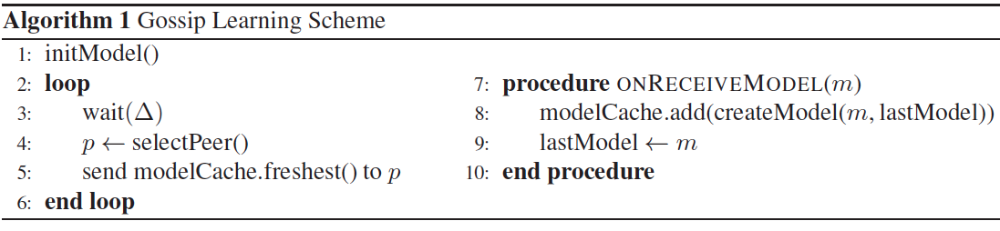 Algorithm 1 Gossip Learning Scheme
1: initModel()
2: loop
3: wait(Δ)
4: p ← selectPeer()
5: send modelCache.freshest() to p
6: end loop
7: procedure ONRECEIVEMODEL(m)
8: modelCache.add(createModel(m, lastModel))
9: lastModel ← m
10: end procedure